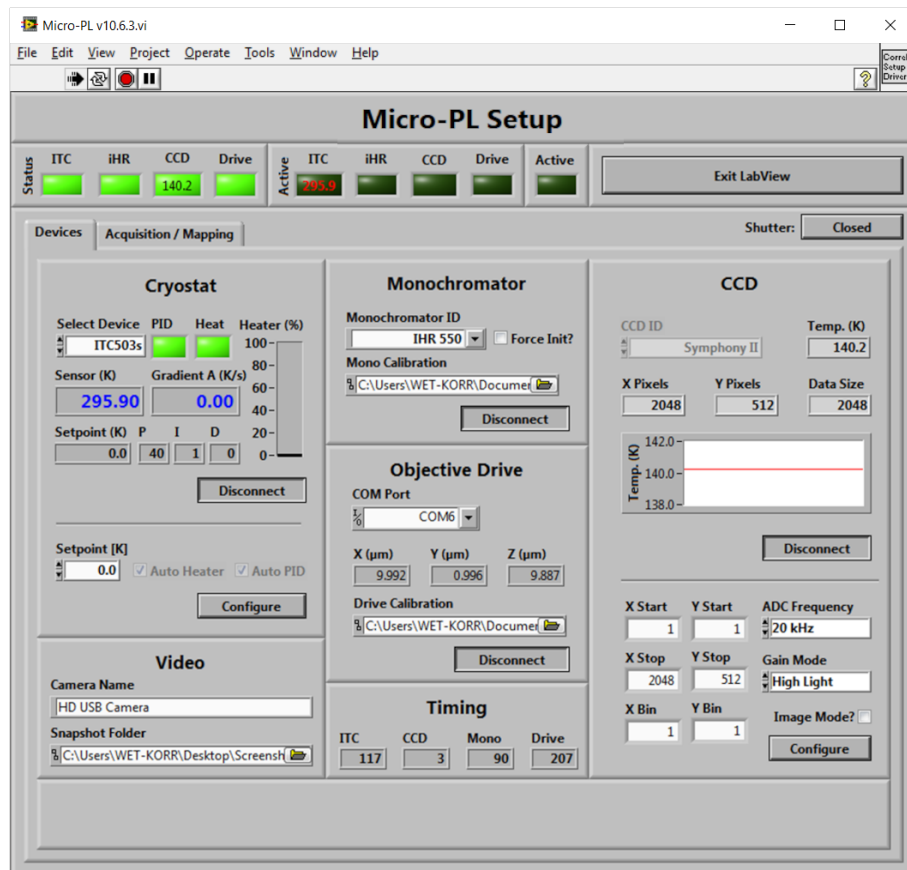 Micro-PL v10.6.3.vi
File Edit View Project Operate Tools Window Help
Setup
Driver
Micro-PL Setup
Status ITC iHR CCD Drive Active ITC iHR CCD Drive Active
140.2 295.9
Exit LabView
Devices Acquisition / Mapping
Shutter: Closed
Cryostat
Select Device PID Heat Heater (%)
ITC503s
100
80
60
40
20
0
Sensor (K) Gradient A (K/s)
295.90 0.00
Setpoint (K) P I D
0.0 40 1 0
Disconnect
Setpoint [K]
0.0 Auto Heater Auto PID
Configure
Video
Camera Name
HD USB Camera
Snapshot Folder
C:\Users\WET-KORR\Desktop\Screensh
Monochromator
Monochromator ID
IHR 550 Force Init?
Mono Calibration
C:\Users\WET-KORR\Documer
Disconnect
Objective Drive
COM Port
I/O COM6
X (μm) Y (μm) Z (μm)
9.992 0.996 9.887
Drive Calibration
C:\Users\WET-KORR\Documer
Disconnect
Timing
ITC CCD Mono Drive
117 3 90 207
CCD
CCD ID Temp. (K)
Symphony II 140.2
X Pixels Y Pixels Data Size
2048 512 2048
Temp. (K)
142.0
140.0
138.0
Disconnect
X Start Y Start ADC Frequency
1 1 20 kHz
X Stop Y Stop Gain Mode
2048 512 High Light
X Bin Y Bin Image Mode?
1 1
Configure